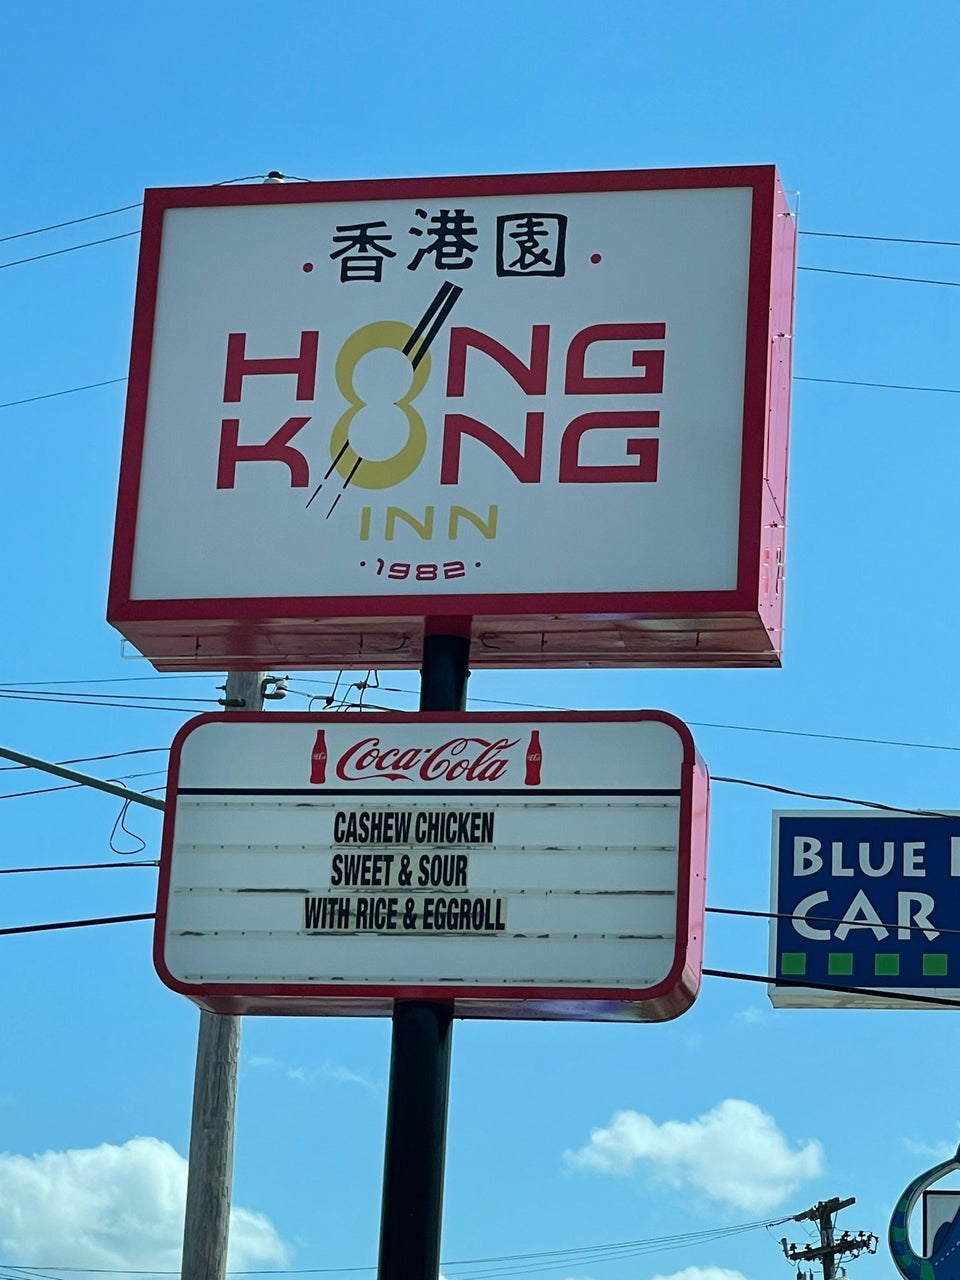 香港園
HONG
KONG
INN
1982
Coca-Cola
CASHEW CHICKEN
SWEET & SOUR
WITH RICE & EGGROLL
BLUE
CAR